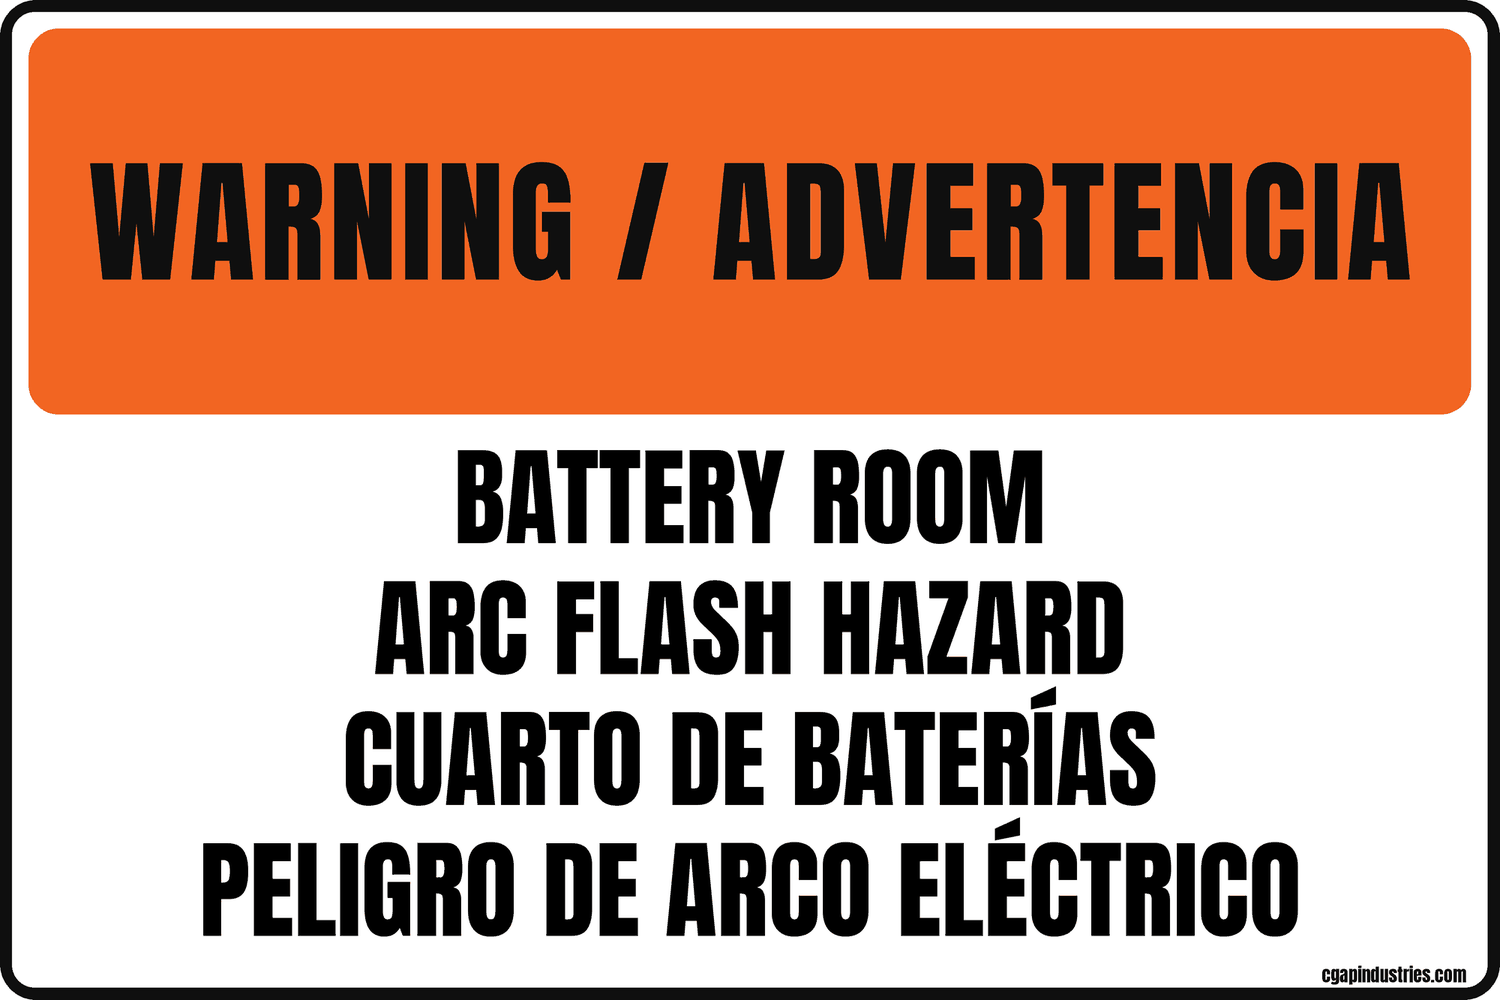 WARNING / ADVERTENCIA
BATTERY ROOM
ARC FLASH HAZARD
CUARTO DE BATERÍAS
PELIGRO DE ARCO ELÉCTRICO
cgapindustries.com